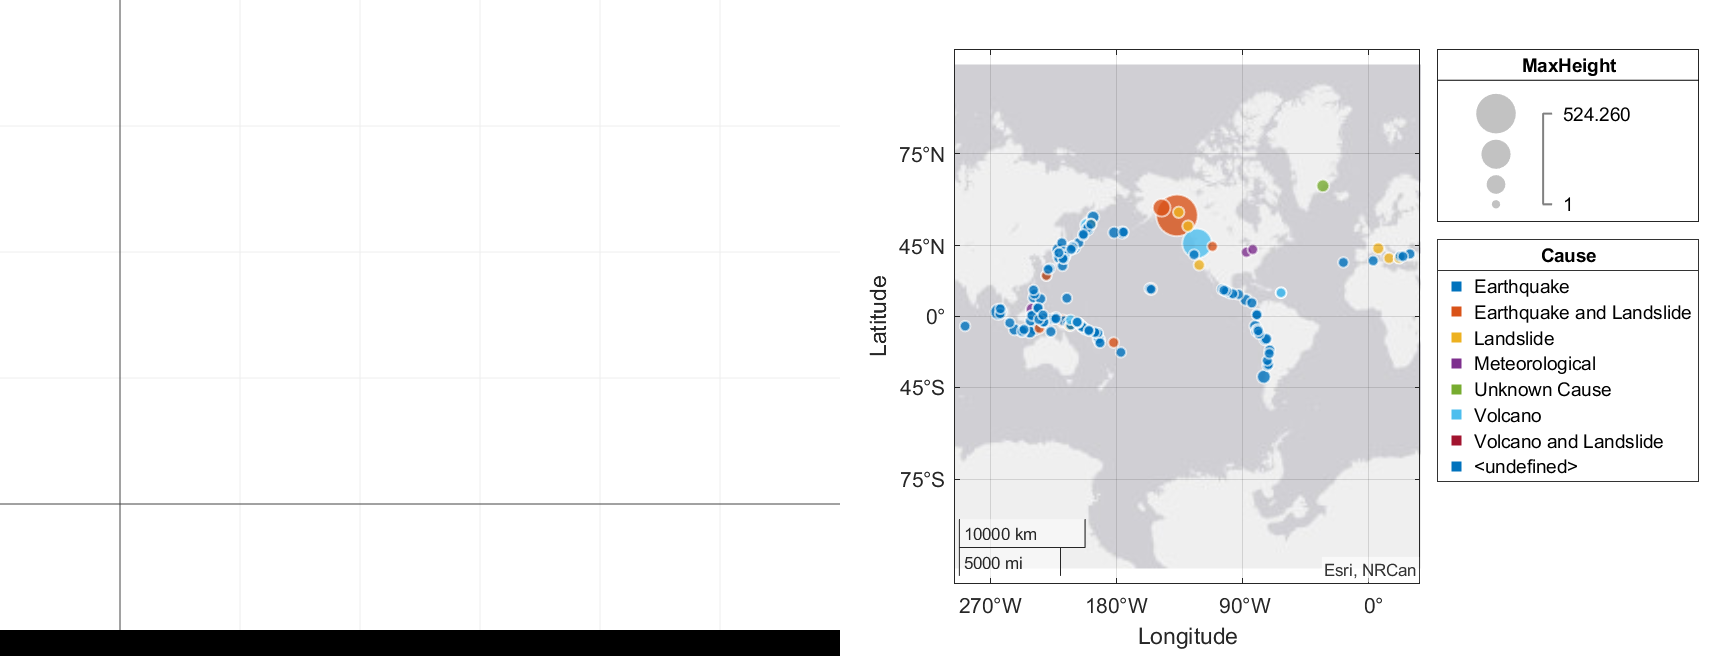 75°N
45°N
0°
45°S
75°S
Latitude
10000 km
5000 mi
Esri, NRCan
270°W
180°W
90°W
0°
Longitude
MaxHeight
524.260
1
Cause
Earthquake
Earthquake and Landslide
Landslide
Meteorological
Unknown Cause
Volcano
Volcano and Landslide
<undefined>